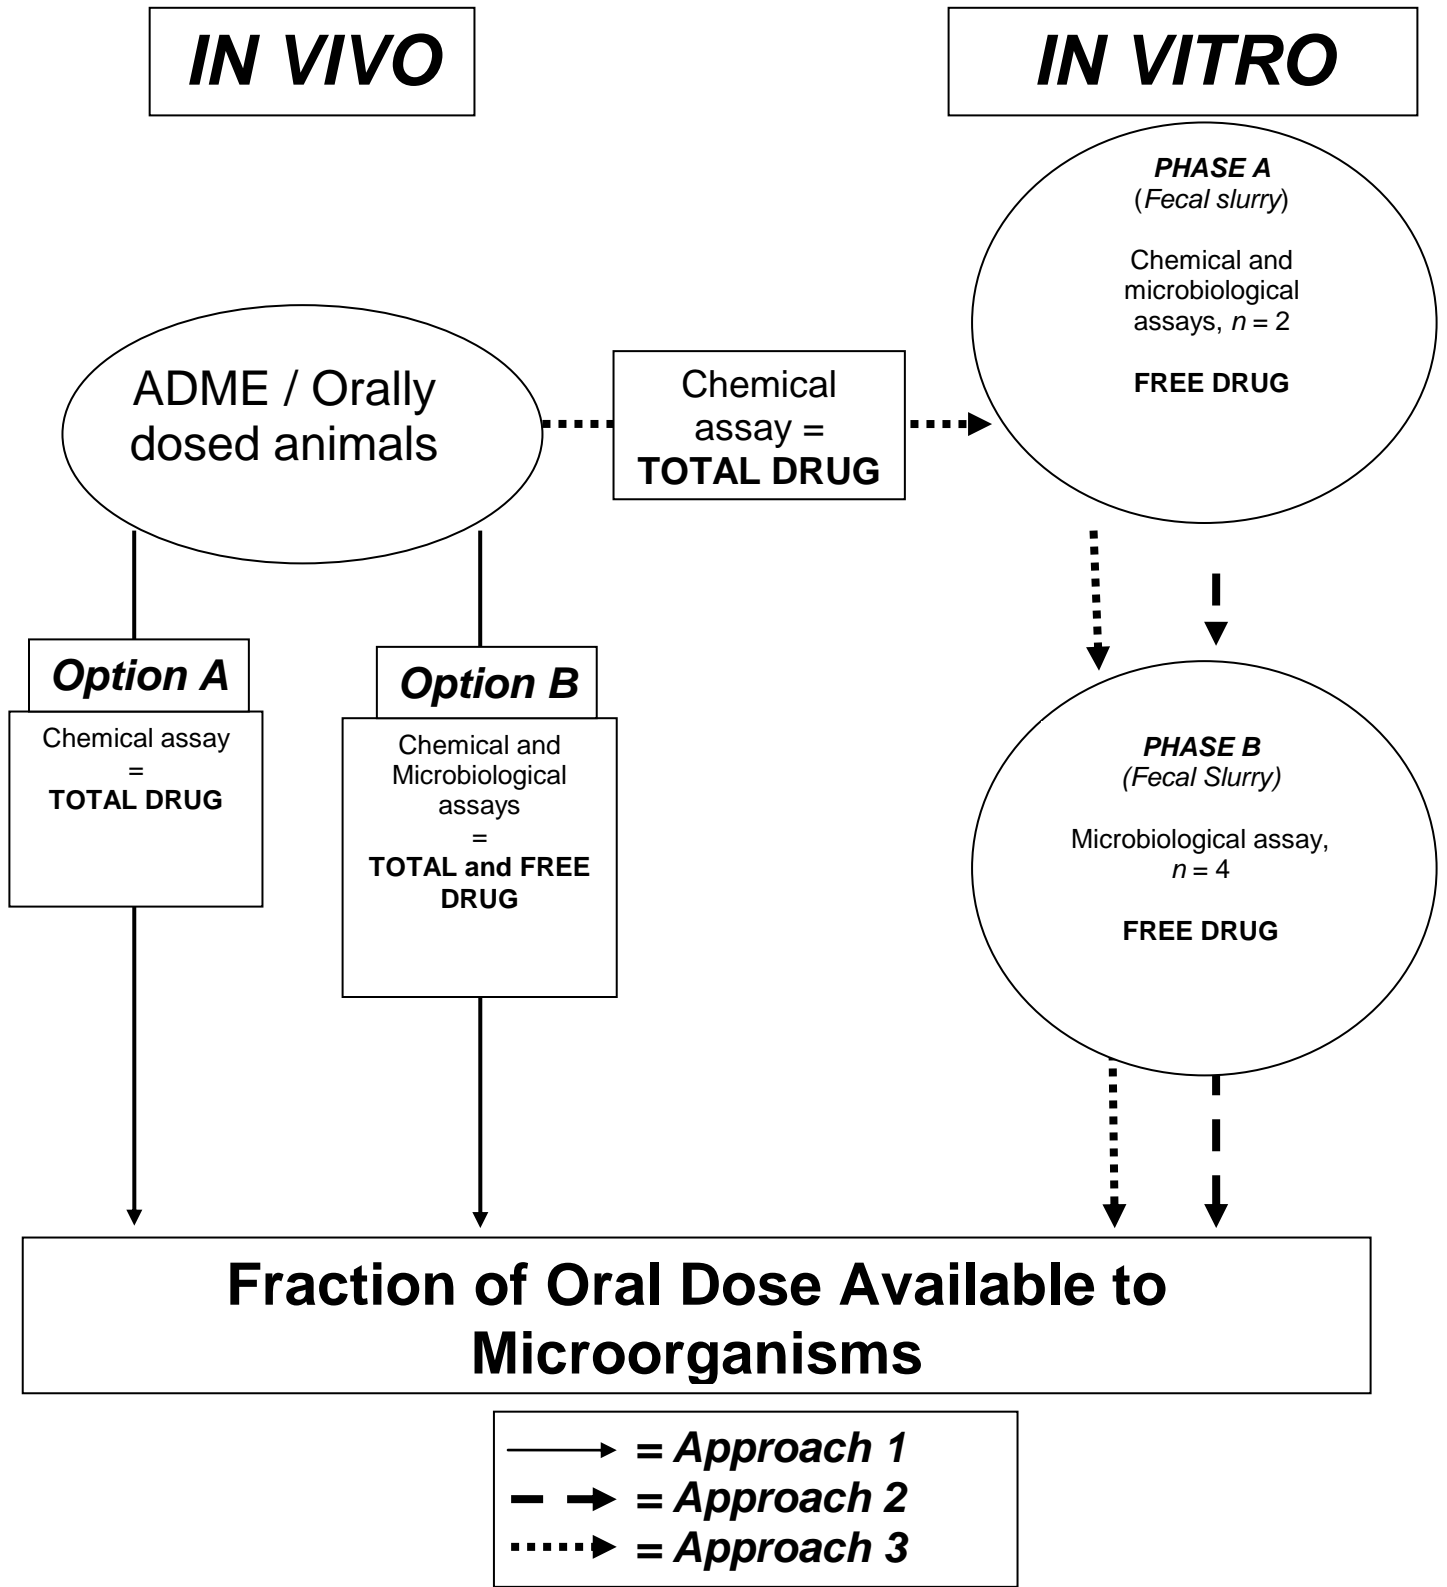 IN VIVO
IN VITRO
PHASE A
(Fecal slurry)
Chemical and
microbiological
assays, n = 2
FREE DRUG
ADME / Orally
dosed animals
Chemical
assay =
TOTAL DRUG
Option A
Chemical assay
=
TOTAL DRUG
Option B
Chemical and
Microbiological
assays
=
TOTAL and FREE
DRUG
PHASE B
(Fecal Slurry)
Microbiological assay,
n = 4
FREE DRUG
Fraction of Oral Dose Available to
Microorganisms
= Approach 1
= Approach 2
= Approach 3